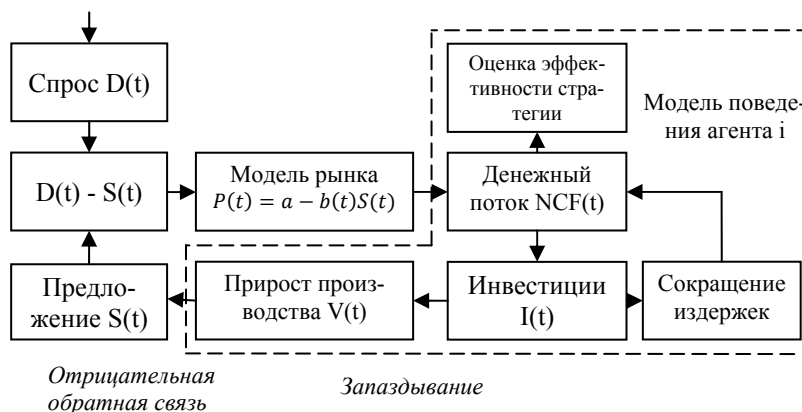 Спрос D(t)
Оценка эффек-
тивности стра-
тегии
Модель поведе-
ния агента i
D(t) - S(t)
Модель рынка
P(t) = a − b(t)S(t)
Денежный
поток NCF(t)
Предло-
жение S(t)
Прирост произ-
водства V(t)
Инвестиции
I(t)
Сокращение
издержек
Отрицательная
обратная связь
Запаздывание